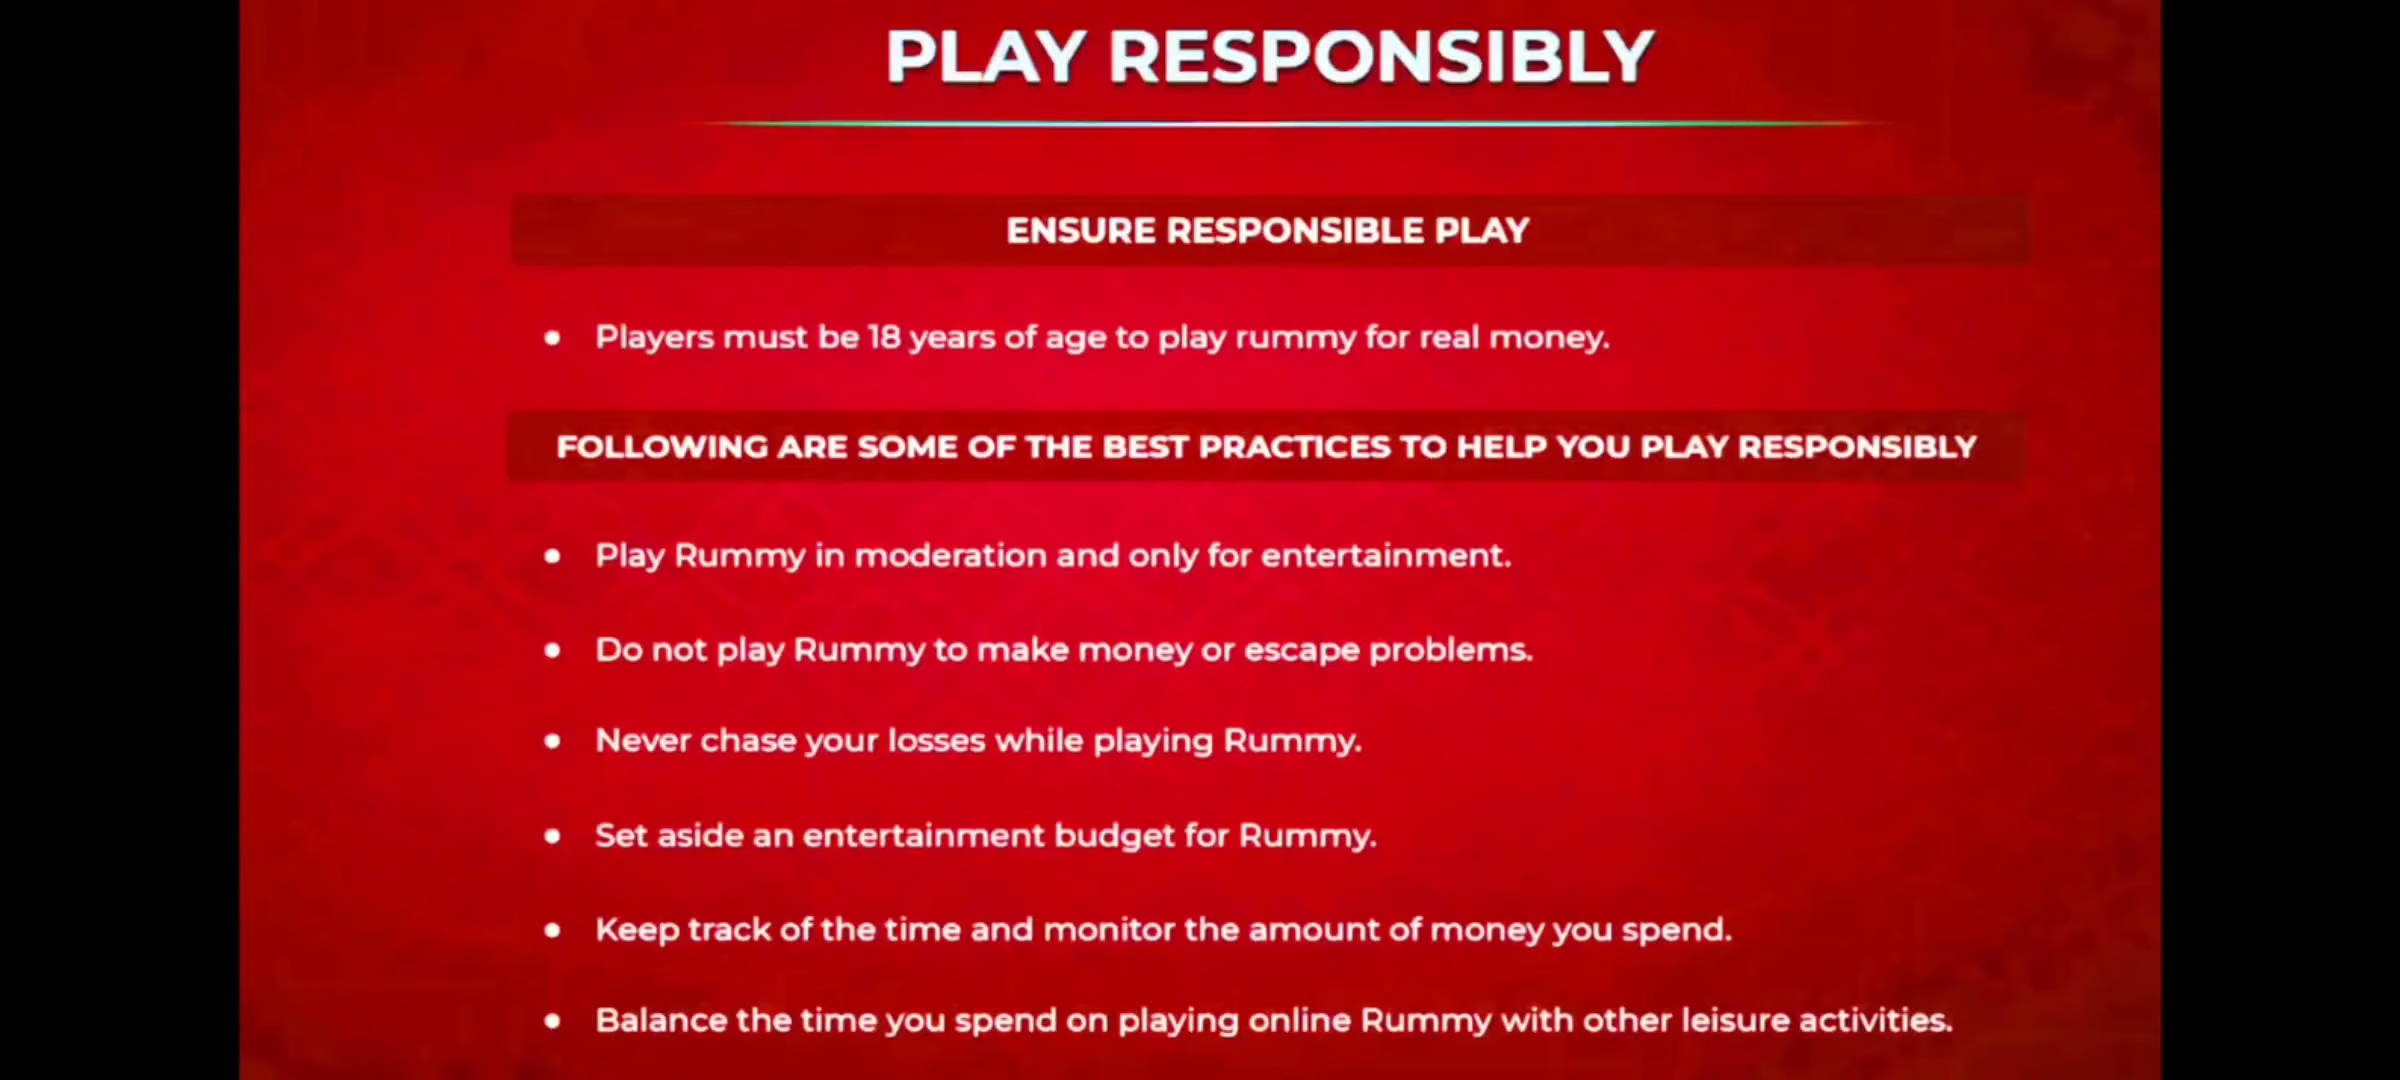 PLAY RESPONSIBLY
ENSURE RESPONSIBLE PLAY
• Players must be 18 years of age to play rummy for real money.
FOLLOWING ARE SOME OF THE BEST PRACTICES TO HELP YOU PLAY RESPONSIBLY
• Play Rummy in moderation and only for entertainment.
• Do not play Rummy to make money or escape problems.
• Never chase your losses while playing Rummy.
• Set aside an entertainment budget for Rummy.
• Keep track of the time and monitor the amount of money you spend.
• Balance the time you spend on playing online Rummy with other leisure activities.